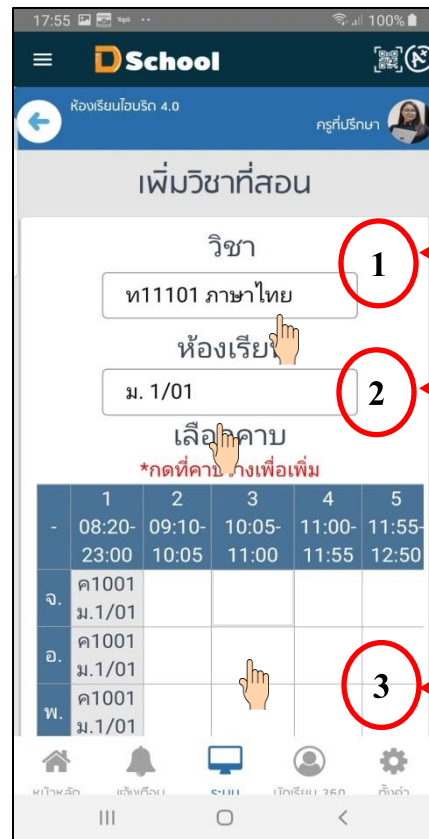 17:55
100%
DSchool
ห้องเรียนไฮบริด 4.0
ครูที่ปรึกษา
เพิ่มวิชาที่สอน
วิชา
1
ท11101 ภาษาไทย
ห้องเรียน
ม. 1/01
2
เลือกคาบ
*กดที่คาบว่างเพื่อเพิ่ม
- 1 2 3 4 5
08:20- 09:10- 10:05- 11:00- 11:55-
23:00 10:05 11:00 11:55 12:50
จ. ค1001
ม.1/01
อ. ค1001
ม.1/01
พ. ค1001
ม.1/01
3
หน้าหลัก แจ้งเตือน ระบบ นักเรียน 360 ตั้งค่า